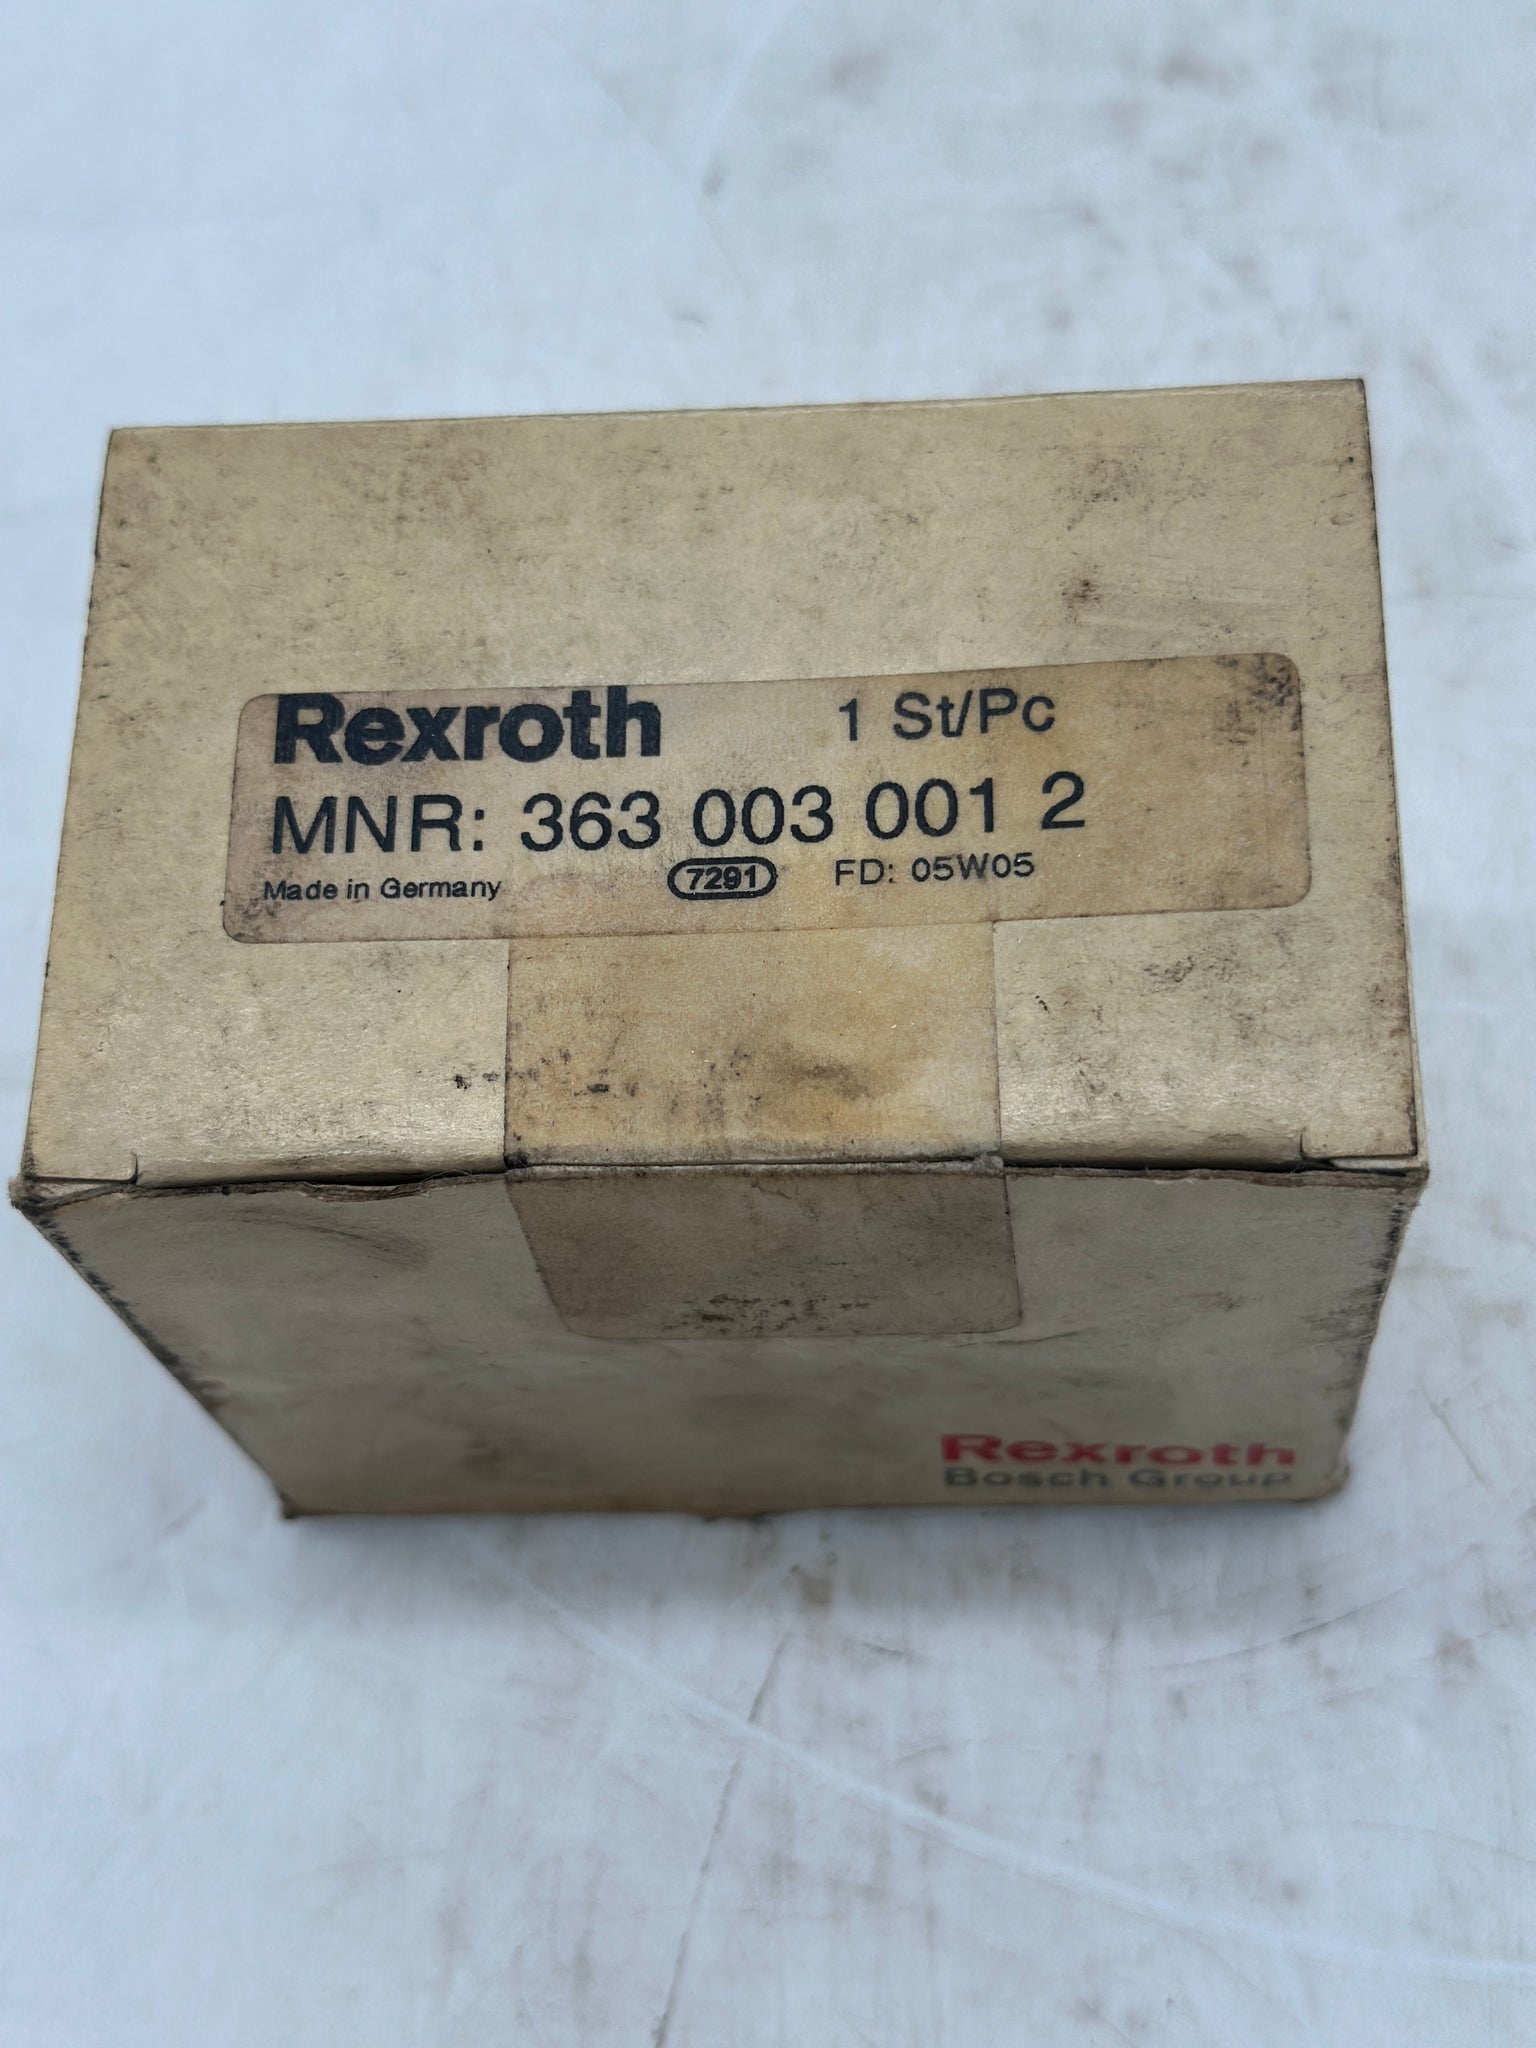 Rexroth 1 St/Pc
MNR: 363 003 001 2
Made in Germany 7291 FD: 05W05
Rexroth
Bosch Group